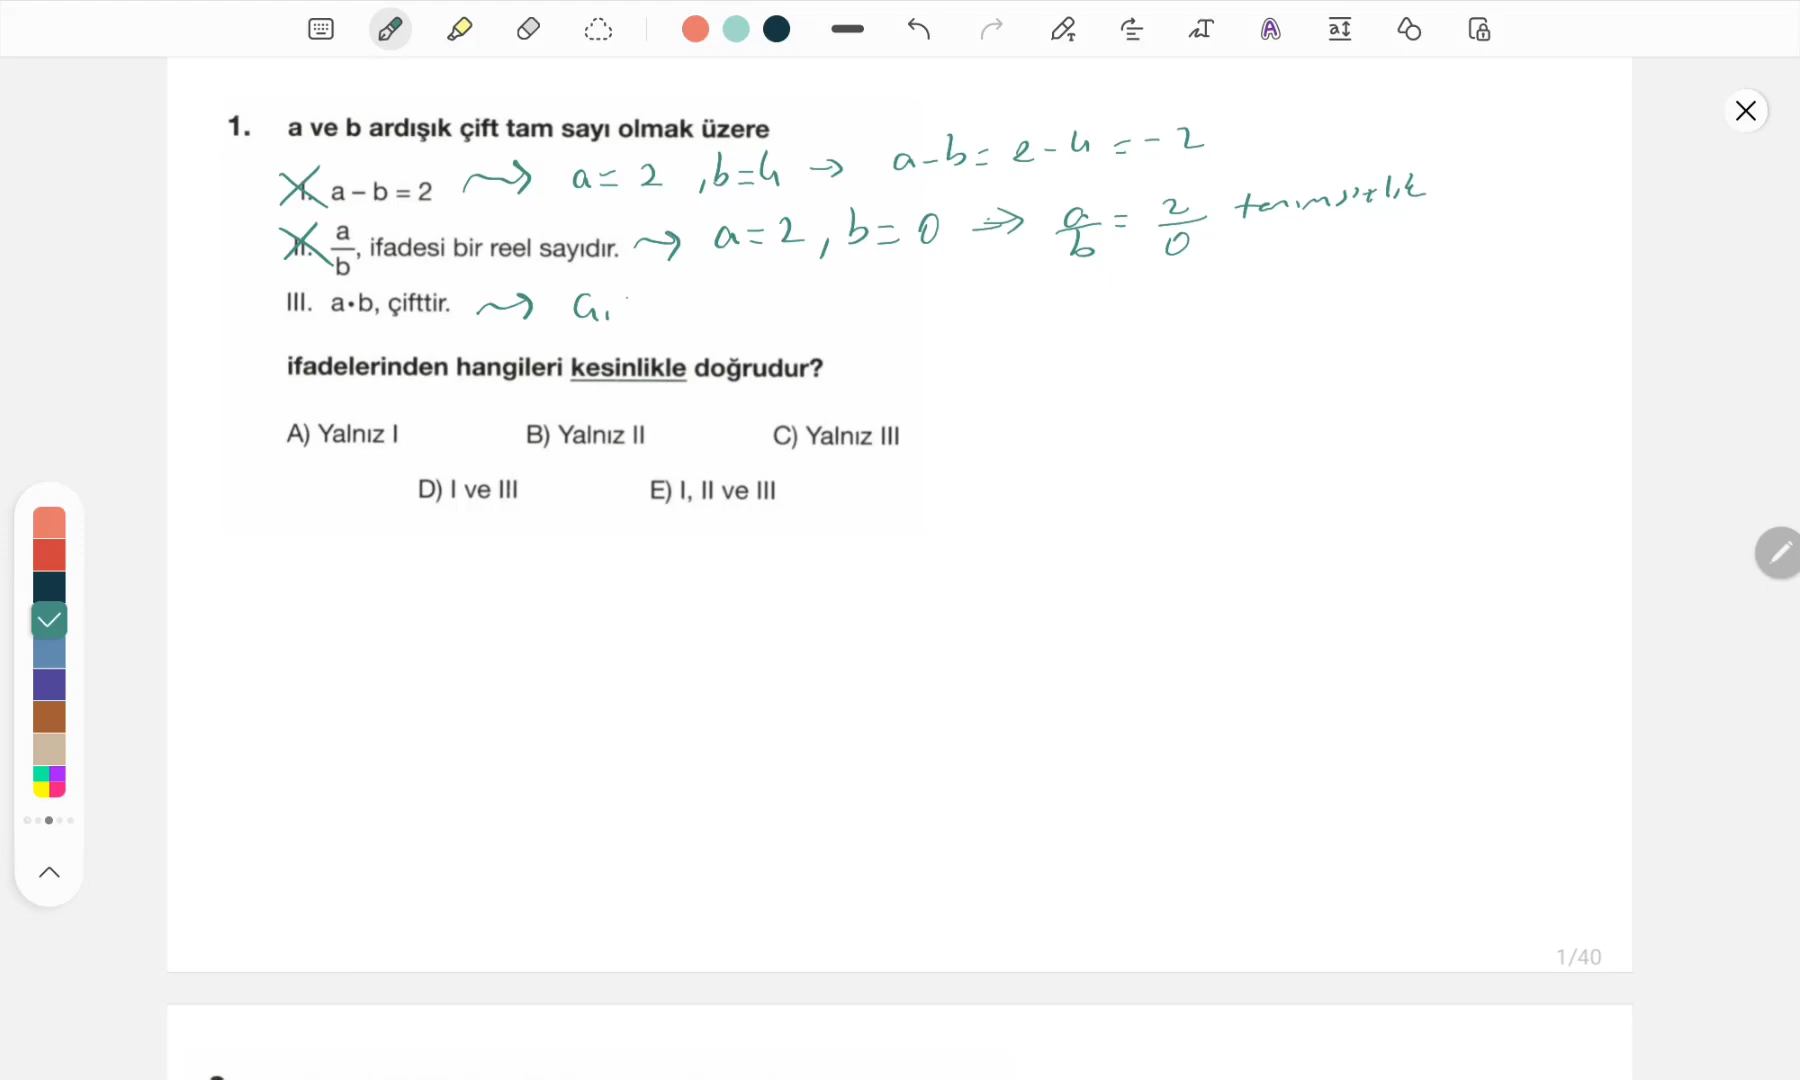 1. a ve b ardışık çift tam sayı olmak üzere
I. a – b = 2 a = 2 , b = 4 → a – b = 2 – 4 = – 2
II. a/b, ifadesi bir reel sayıdır. a = 2 , b = 0 ⇒ a/b = 2/0 tanımsızlık
III. a•b, çifttir. a,
ifadelerinden hangileri kesinlikle doğrudur?
A) Yalnız I B) Yalnız II C) Yalnız III
D) I ve III E) I, II ve III
1/40